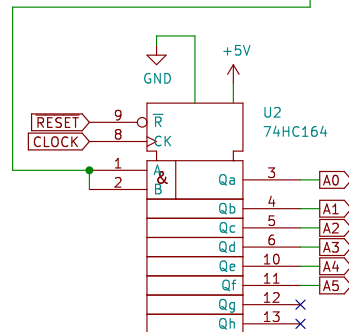 +5V
GND
U2
74HC164
RESET 9 R
CLOCK 8 CK
1 A
&
2 B
Qa 3 A0
Qb 4 A1
Qc 5 A2
Qd 6 A3
Qe 10 A4
Qf 11 A5
Qg 12
Qh 13